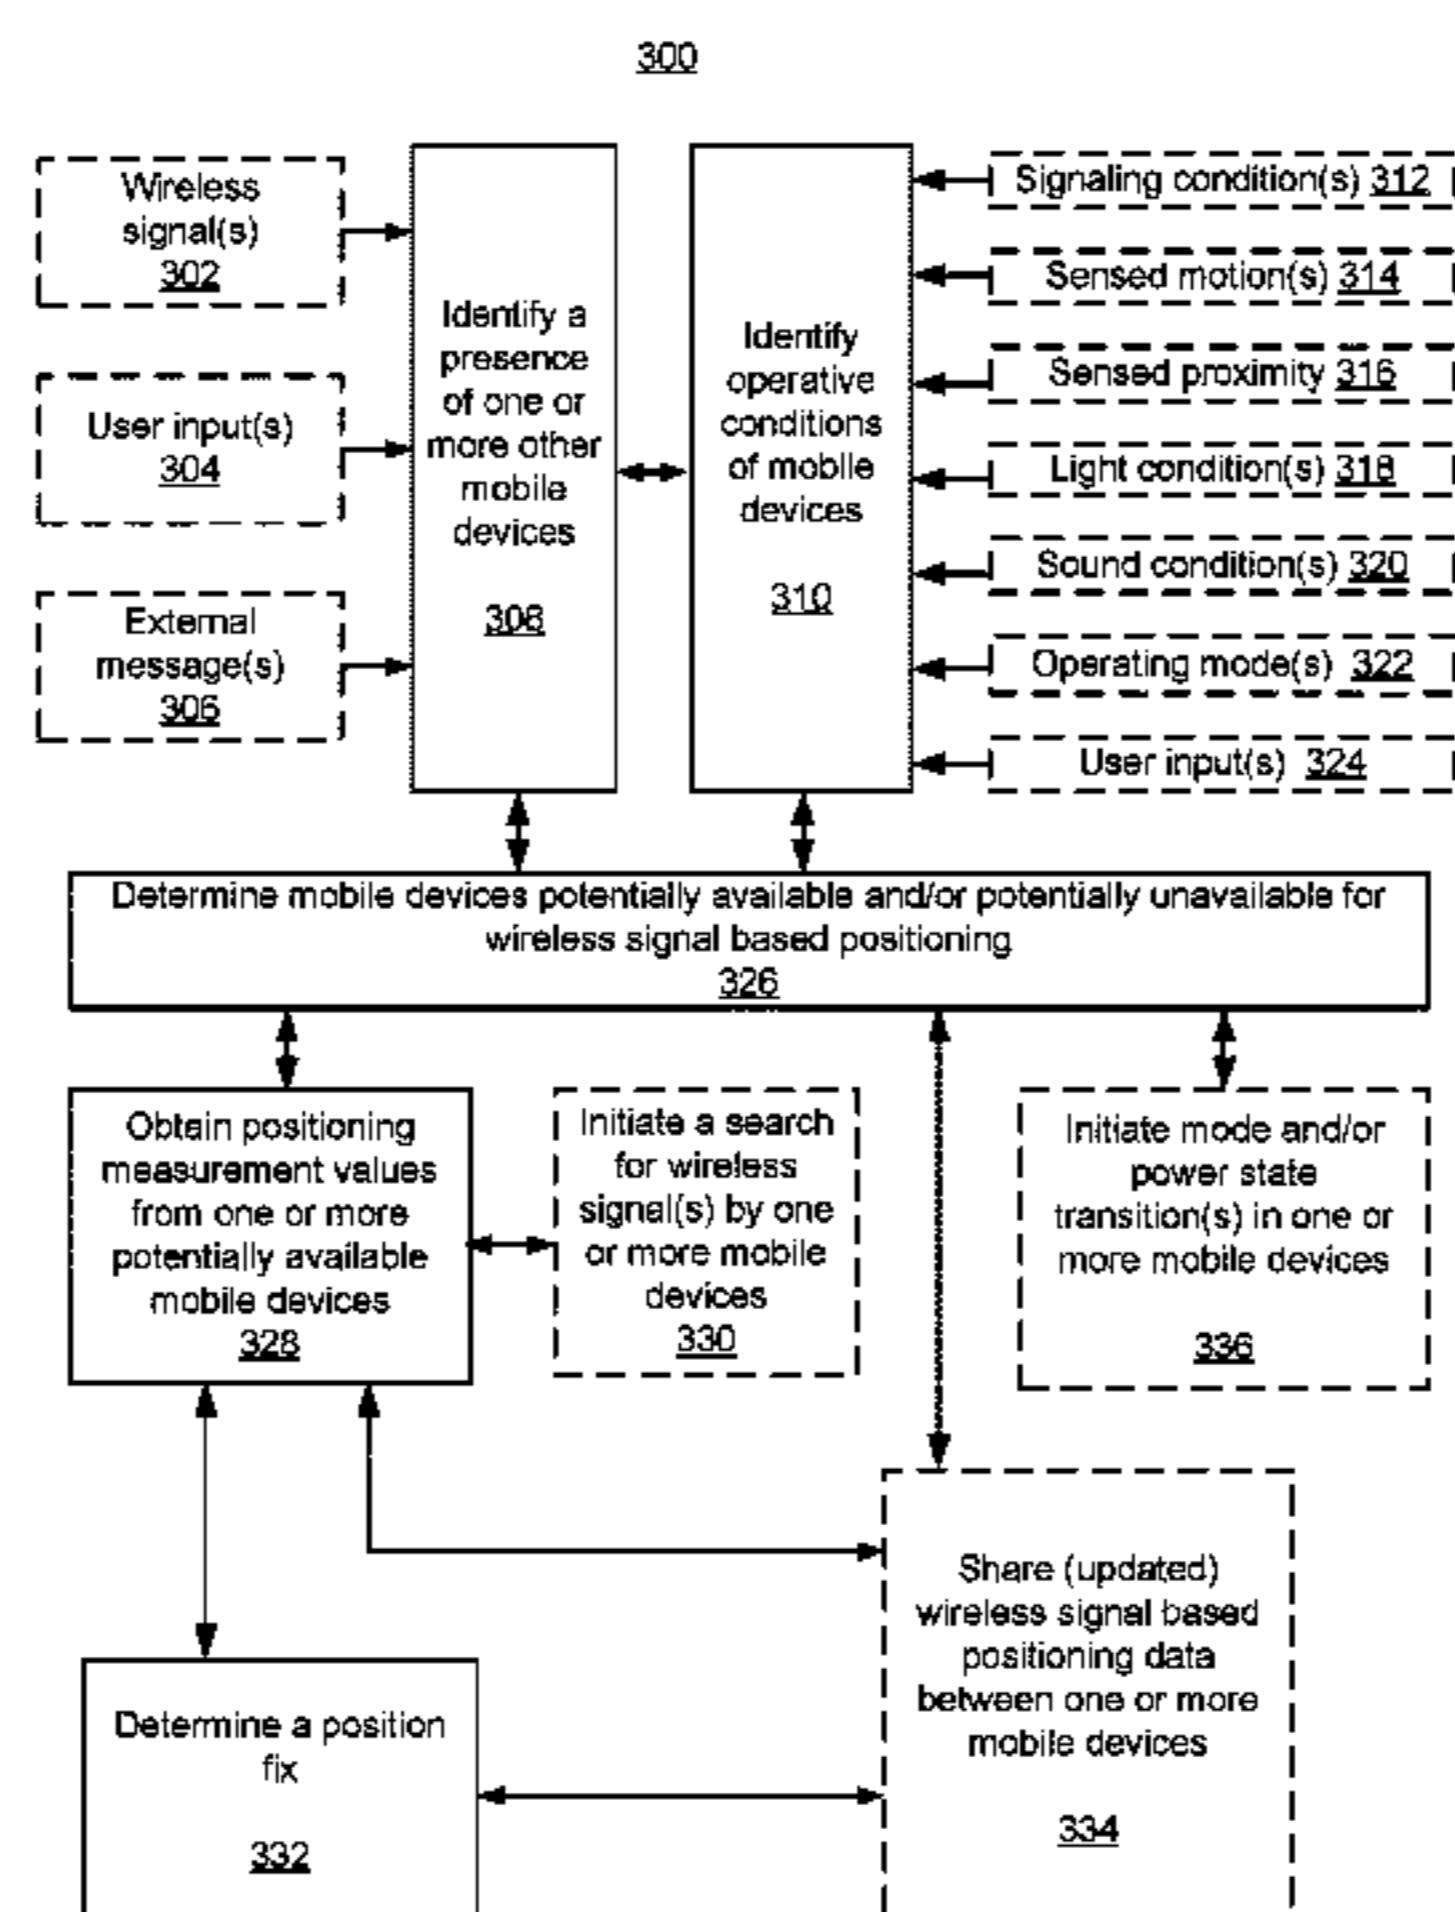 300
Wireless
signal(s)
302
User input(s)
304
External
message(s)
306
Identify a
presence
of one or
more other
mobile
devices
308
Identify
operative
conditions
of mobile
devices
310
Signaling condition(s) 312
Sensed motion(s) 314
Sensed proximity 316
Light condition(s) 318
Sound condition(s) 320
Operating mode(s) 322
User input(s) 324
Determine mobile devices potentially available and/or potentially unavailable for
wireless signal based positioning
326
Obtain positioning
measurement values
from one or more
potentially available
mobile devices
328
Initiate a search
for wireless
signal(s) by one
or more mobile
devices
330
Initiate mode and/or
power state
transition(s) in one or
more mobile devices
336
Determine a position
fix
332
Share (updated)
wireless signal based
positioning data
between one or more
mobile devices
334